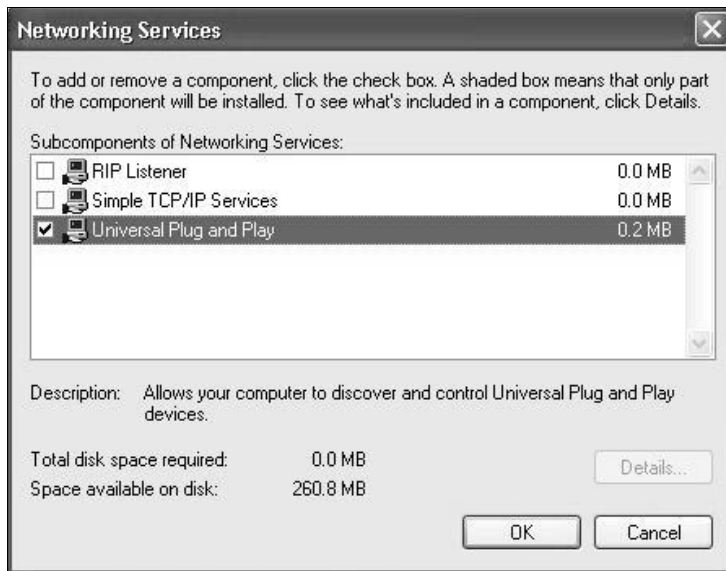 Networking Services
To add or remove a component, click the check box. A shaded box means that only part
of the component will be installed. To see what's included in a component, click Details.
Subcomponents of Networking Services:
RIP Listener 0.0 MB
Simple TCP/IP Services 0.0 MB
Universal Plug and Play 0.2 MB
Description: Allows your computer to discover and control Universal Plug and Play
devices.
Total disk space required: 0.0 MB
Details...
Space available on disk: 260.8 MB
OK Cancel